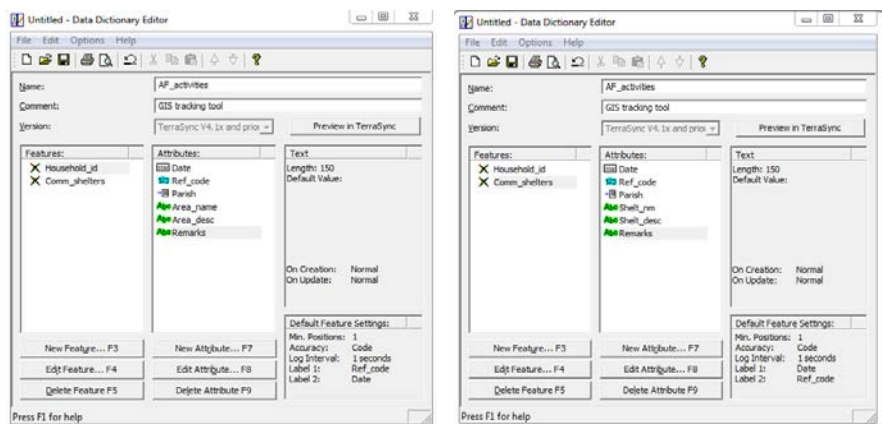 Untitled - Data Dictionary Editor
File Edit Options Help
Name: AF_activities
Comment: GIS tracking tool
Version: TerraSync V4.1x and prior
Preview in TerraSync
Features:
Household_id
Comm_shelters
Attributes:
Date
Ref_code
Parish
Abc Area_name
Abc Area_desc
Abc Remarks
Text
Length: 150
Default Value:
On Creation: Normal
On Update: Normal
Default Feature Settings:
Min. Positions: 1
Accuracy: Code
Log Interval: 1 seconds
Label 1: Ref_code
Label 2: Date
New Feature... F3
New Attribute... F7
Edit Feature... F4
Edit Attribute... F8
Delete Feature F5
Delete Attribute F9
Press F1 for help
Untitled - Data Dictionary Editor
File Edit Options Help
Name: AF_activities
Comment: GIS tracking tool
Version: TerraSync V4.1x and prior
Preview in TerraSync
Features:
Household_id
Comm_shelters
Attributes:
Date
Ref_code
Parish
Abc Shelt_nm
Abc Shelt_desc
Abc Remarks
Text
Length: 150
Default Value:
On Creation: Normal
On Update: Normal
Default Feature Settings:
Min. Positions: 1
Accuracy: Code
Log Interval: 1 seconds
Label 1: Date
Label 2: Ref_code
New Feature... F3
New Attribute... F7
Edit Feature... F4
Edit Attribute... F8
Delete Feature F5
Delete Attribute F9
Press F1 for help